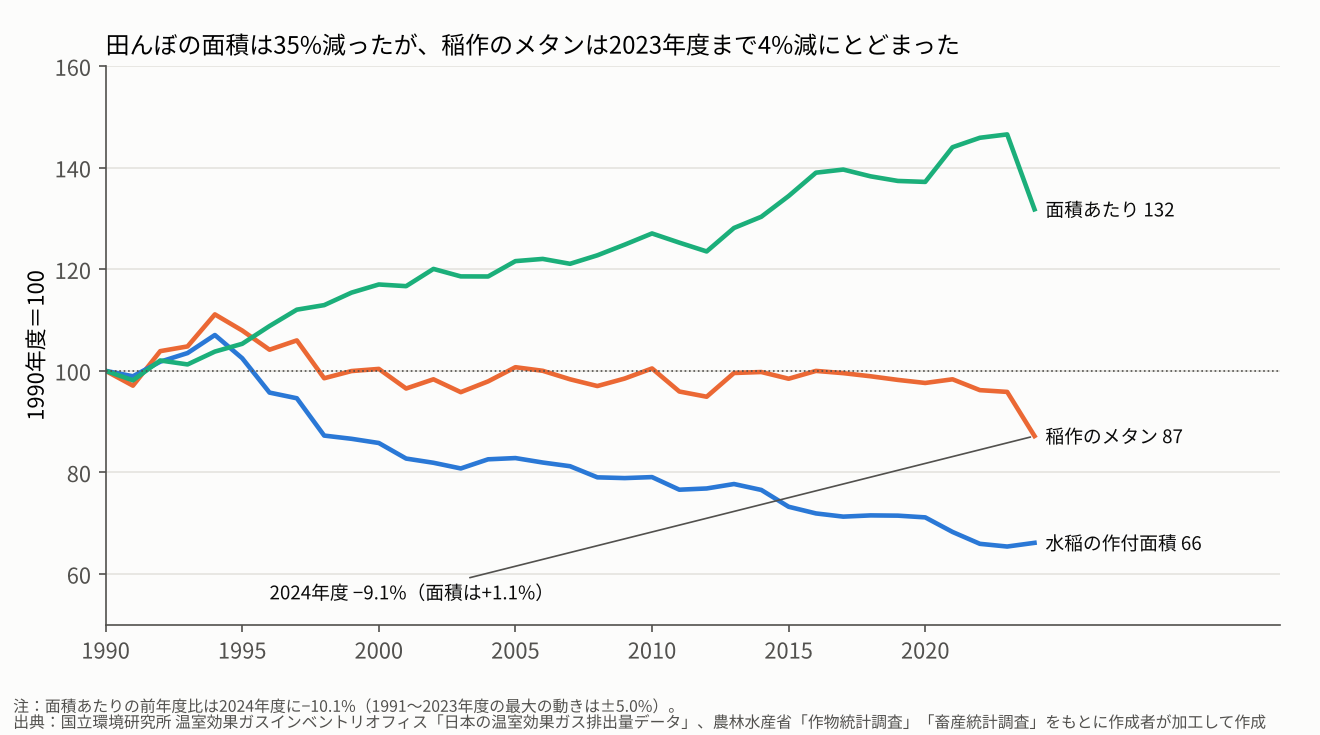 田んぼの面積は35%減ったが、稲作のメタンは2023年度まで4%減にとどまった
160
140
120
100
80
60
1990年度＝100
面積あたり 132
稲作のメタン 87
水稲の作付面積 66
2024年度 −9.1%（面積は+1.1%）
1990 1995 2000 2005 2010 2015 2020
注：面積あたりの前年度比は2024年度に−10.1%（1991～2023年度の最大の動きは±5.0%）。
出典：国立環境研究所 温室効果ガスインベントリオフィス「日本の温室効果ガス排出量データ」、農林水産省「作物統計調査」「畜産統計調査」をもとに作成者が加工して作成